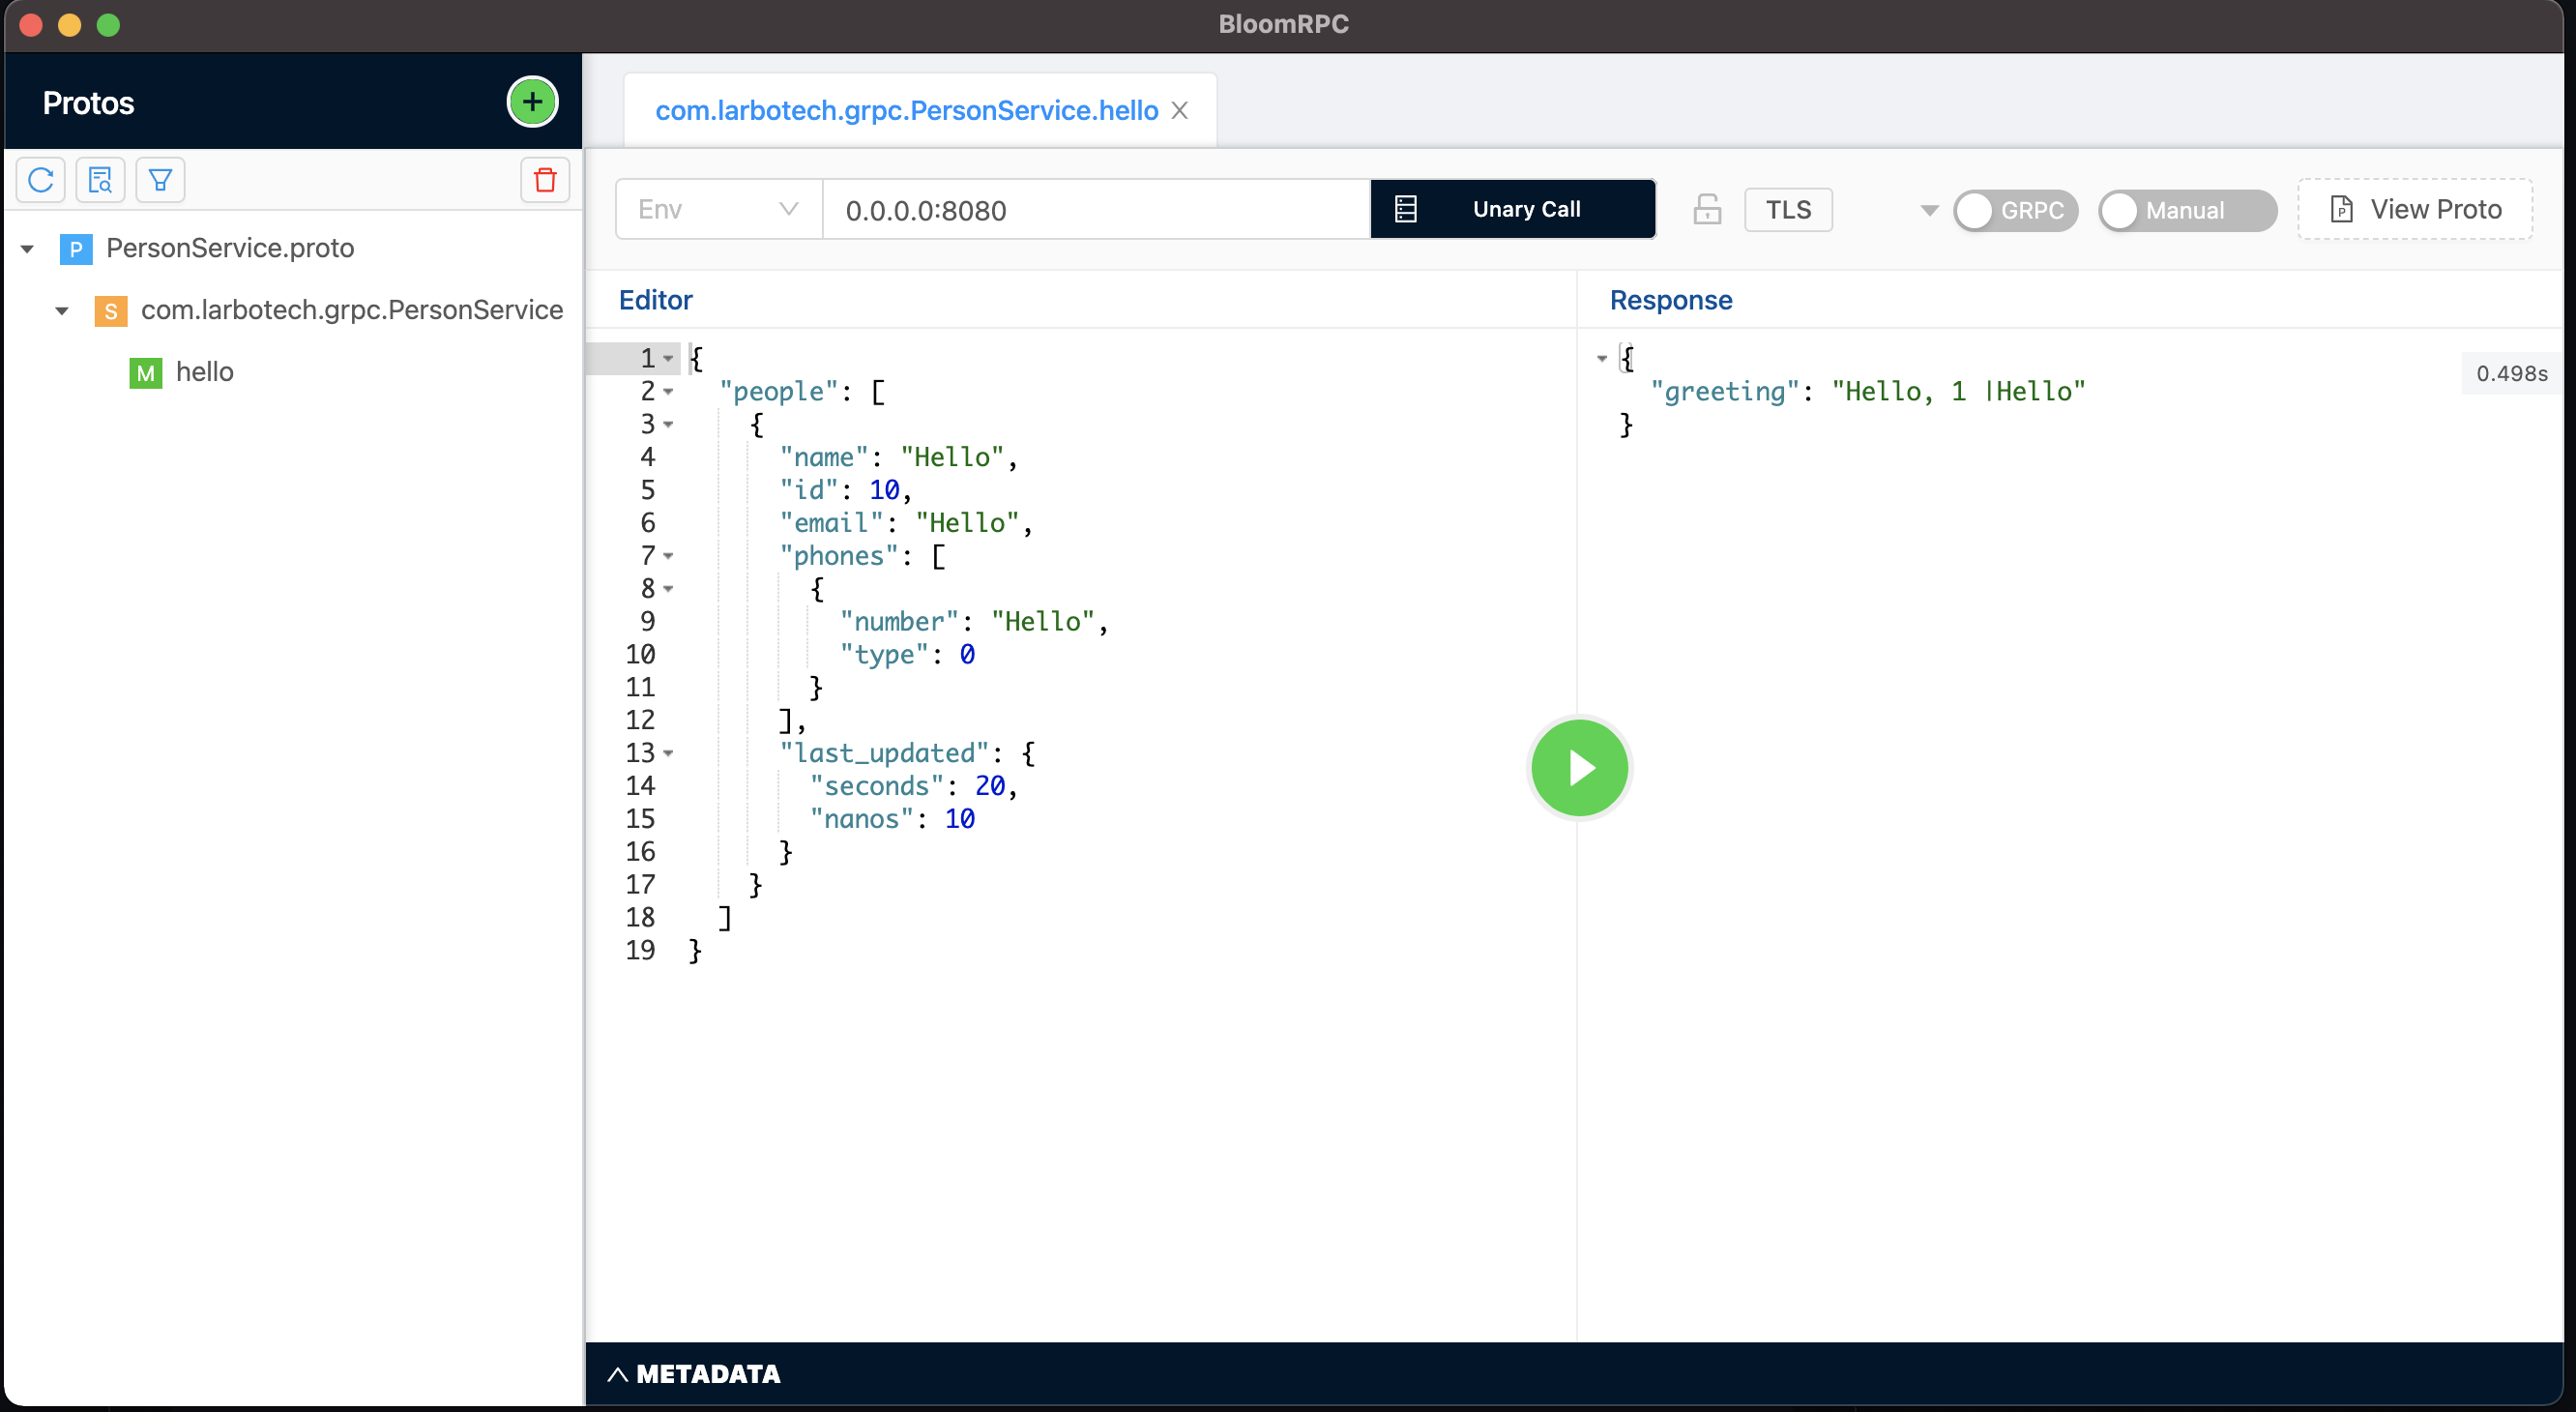 BloomRPC
Protos
com.larbotech.grpc.PersonService.hello
Env
0.0.0.0:8080
Unary Call
TLS
GRPC
Manual
View Proto
P PersonService.proto
S com.larbotech.grpc.PersonService
M hello
Editor
1 {
2 "people": [
3 {
4 "name": "Hello",
5 "id": 10,
6 "email": "Hello",
7 "phones": [
8 {
9 "number": "Hello",
10 "type": 0
11 }
12 ],
13 "last_updated": {
14 "seconds": 20,
15 "nanos": 10
16 }
17 }
18 ]
19 }
Response
{
"greeting": "Hello, 1 |Hello"
}
0.498s
METADATA